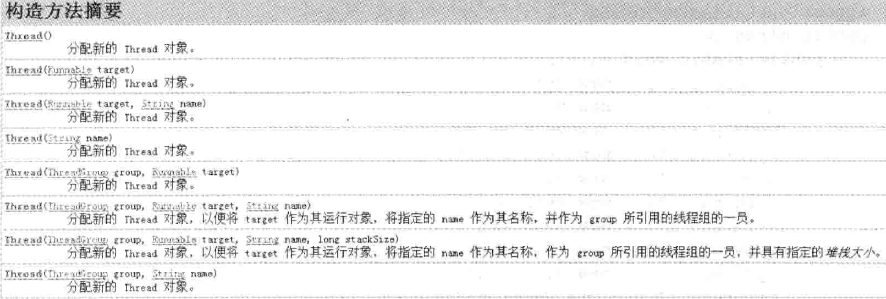 构造方法摘要
Thread()
分配新的 Thread 对象。
Thread(Runnable target)
分配新的 Thread 对象。
Thread(Runnable target, String name)
分配新的 Thread 对象。
Thread(String name)
分配新的 Thread 对象。
Thread(ThreadGroup group, Runnable target)
分配新的 Thread 对象。
Thread(ThreadGroup group, Runnable target, String name)
分配新的 Thread 对象，以便将 target 作为其运行对象，将指定的 name 作为其名称，并作为 group 所引用的线程组的一员。
Thread(ThreadGroup group, Runnable target, String name, long stackSize)
分配新的 Thread 对象，以便将 target 作为其运行对象，将指定的 name 作为其名称，作为 group 所引用的线程组的一员，并具有指定的堆栈大小。
Thread(ThreadGroup group, String name)
分配新的 Thread 对象。